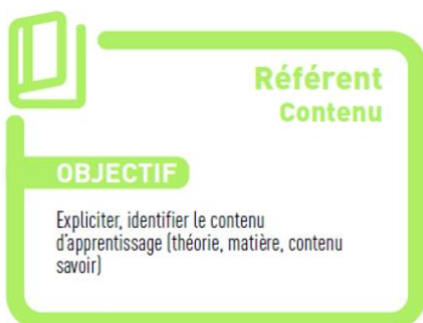 Référent
Contenu
OBJECTIF
Expliciter, identifier le contenu
d'apprentissage (théorie, matière, contenu
savoir)